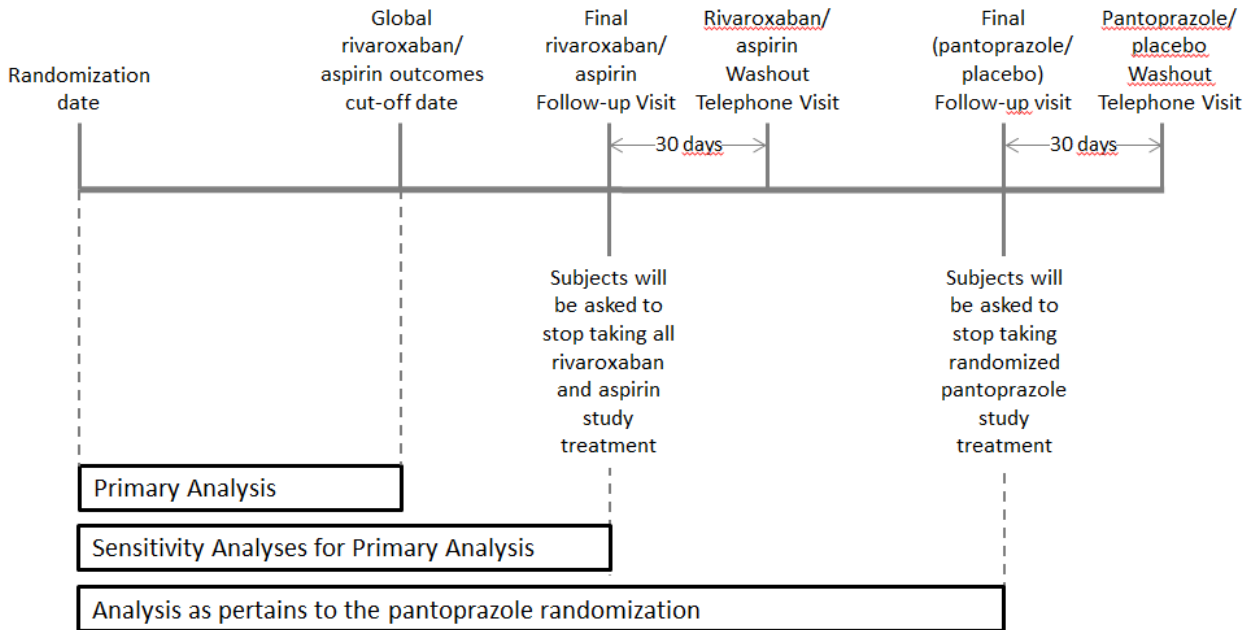 Randomization
date
Global
rivaroxaban/
aspirin outcomes
cut-off date
Final
rivaroxaban/
aspirin
Follow-up Visit
Rivaroxaban/
aspirin
Washout
Telephone Visit
Final
(pantoprazole/
placebo)
Follow-up visit
Pantoprazole/
placebo
Washout
Telephone Visit
30 days
30 days
Subjects will
be asked to
stop taking all
rivaroxaban
and aspirin
study
treatment
Subjects will
be asked to
stop taking
randomized
pantoprazole
study
treatment
Primary Analysis
Sensitivity Analyses for Primary Analysis
Analysis as pertains to the pantoprazole randomization